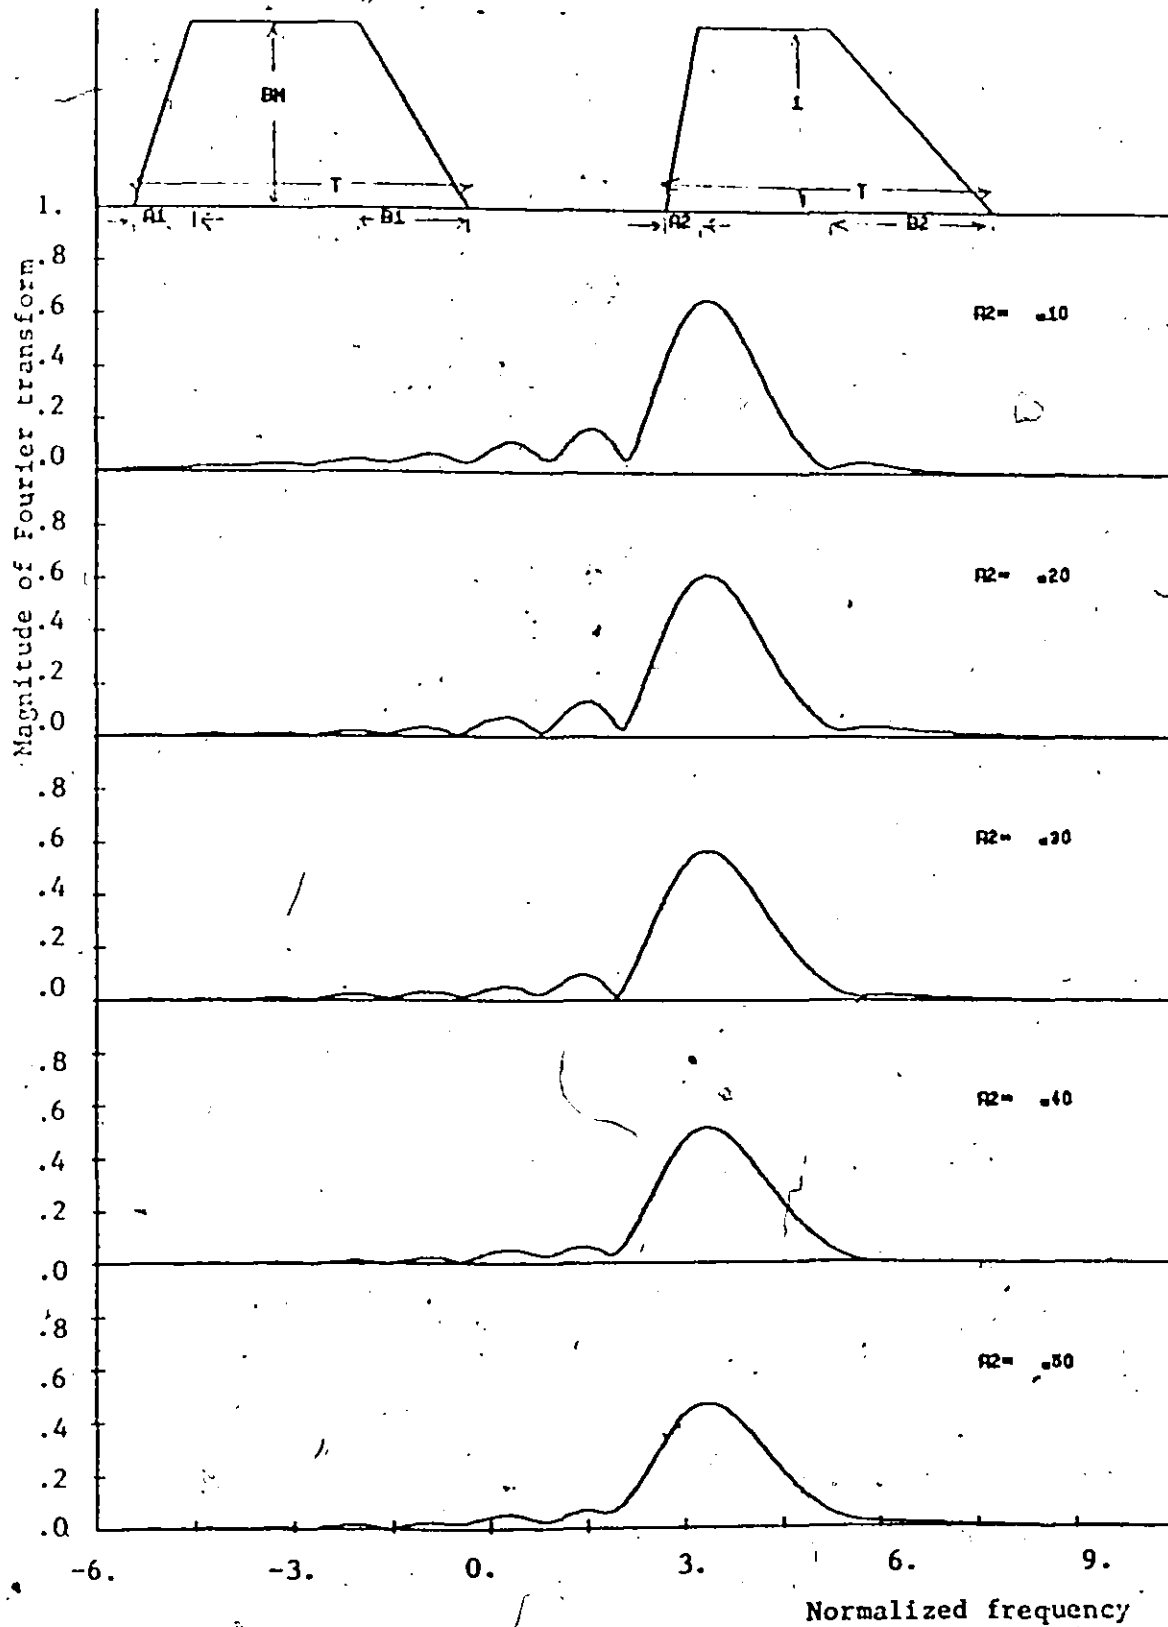 BM
1
T
T
A1
B1
A2
B2
1.
.8
.6
.4
.2
.0
A2= .10
.8
.6
.4
.2
.0
A2= .20
.8
.6
.4
.2
.0
A2= .30
.8
.6
.4
.2
.0
A2= .40
.8
.6
.4
.2
.0
A2= .50
Magnitude of Fourier transform
-6. -3. 0. 3. 6. 9.
Normalized frequency